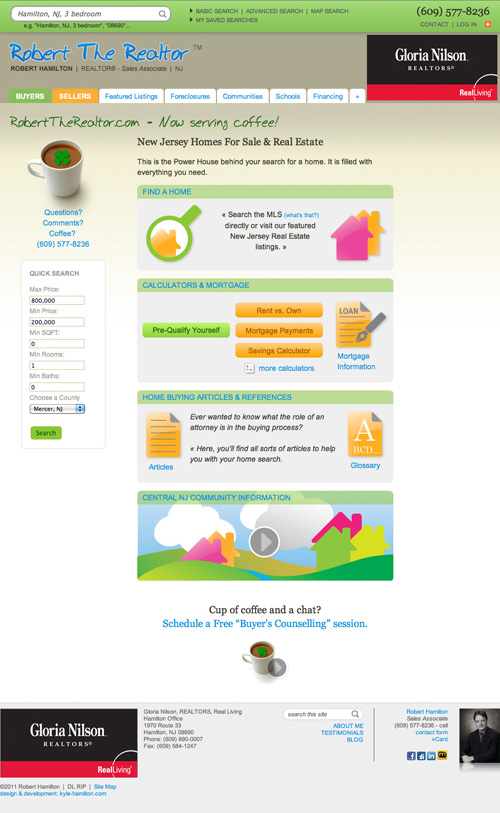 Hamilton, NJ, 3 bedroom
e.g. "Hamilton, NJ, 3 bedroom", "08690"...
BASIC SEARCH | ADVANCED SEARCH | MAP SEARCH
MY SAVED SEARCHES
(609) 577-8236
CONTACT | LOG IN
Robert The Realtor TM
ROBERT HAMILTON | REALTOR® - Sales Associate | NJ
Gloria Nilson
REALTORS®
RealLiving
BUYERS SELLERS Featured Listings Foreclosures Communities Schools Financing +
RobertTheRealtor.com - Now serving coffee!
Questions?
Comments?
Coffee?
(609) 577-8236
QUICK SEARCH
Max Price:
800,000
Min Price:
200,000
Min SQFT:
0
Min Rooms:
1
Min Baths:
0
Choose a County
Mercer, NJ
Search
New Jersey Homes For Sale & Real Estate
This is the Power House behind your search for a home. It is filled with
everything you need.
FIND A HOME
« Search the MLS (what's that?)
directly or visit our featured
New Jersey Real Estate
listings. »
CALCULATORS & MORTGAGE
Pre-Qualify Yourself
Rent vs. Own
Mortgage Payments
Savings Calculator
more calculators
LOAN
Mortgage
Information
HOME BUYING ARTICLES & REFERENCES
Articles
Ever wanted to know what the role of an
attorney is in the buying process?
« Here, you'll find all sorts of articles to help
you with your home search.
A
BCD...
Glossary
CENTRAL NJ COMMUNITY INFORMATION
Cup of coffee and a chat?
Schedule a Free “Buyer's Counselling” session.
Gloria Nilson
REALTORS®
RealLiving
Gloria Nilson, REALTORS, Real Living
Hamilton Office
1970 Route 33
Hamilton, NJ 08690
Phone: (609) 890-0007
Fax: (609) 584-1247
search this site
ABOUT ME
TESTIMONIALS
BLOG
Robert Hamilton
Sales Associate
(609) 577-8236 - cell
contact form
vCard
©2011 Robert Hamilton | DL RIP | Site Map
design & development: kyle-hamilton.com